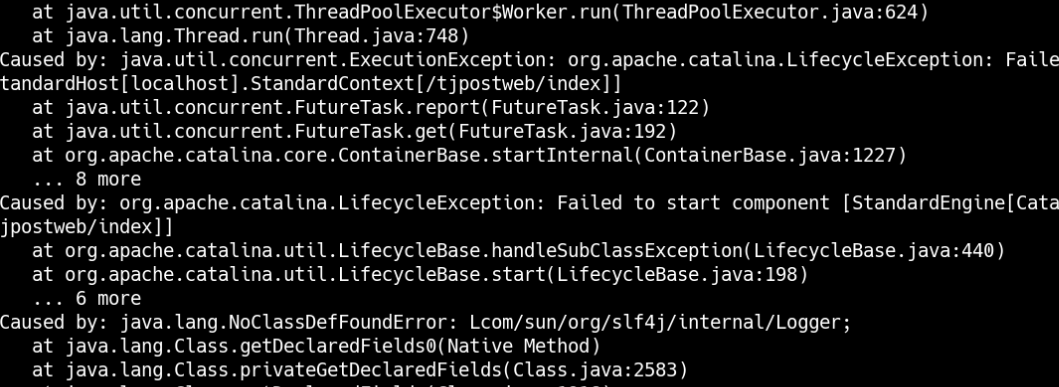 at java.util.concurrent.ThreadPoolExecutor$Worker.run(ThreadPoolExecutor.java:624)
at java.lang.Thread.run(Thread.java:748)
Caused by: java.util.concurrent.ExecutionException: org.apache.catalina.LifecycleException: Faile
tandardHost[localhost].StandardContext[/tjpostweb/index]]
at java.util.concurrent.FutureTask.report(FutureTask.java:122)
at java.util.concurrent.FutureTask.get(FutureTask.java:192)
at org.apache.catalina.core.ContainerBase.startInternal(ContainerBase.java:1227)
... 8 more
Caused by: org.apache.catalina.LifecycleException: Failed to start component [StandardEngine[Cata
jpostweb/index]]
at org.apache.catalina.util.LifecycleBase.handleSubClassException(LifecycleBase.java:440)
at org.apache.catalina.util.LifecycleBase.start(LifecycleBase.java:198)
... 6 more
Caused by: java.lang.NoClassDefFoundError: Lcom/sun/org/slf4j/internal/Logger;
at java.lang.Class.getDeclaredFields0(Native Method)
at java.lang.Class.privateGetDeclaredFields(Class.java:2583)